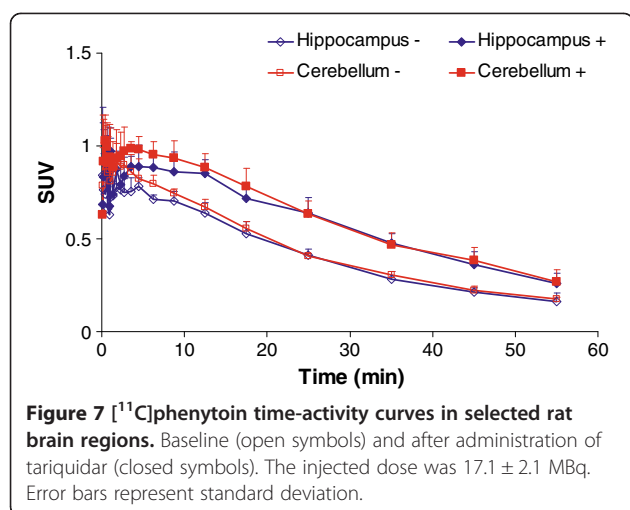 1.5
1
0.5
0
SUV
Hippocampus - Hippocampus +
Cerebellum - Cerebellum +
0 10 20 30 40 50 60
Time (min)
Figure 7 [¹¹C]phenytoin time-activity curves in selected rat
brain regions. Baseline (open symbols) and after administration of
tariquidar (closed symbols). The injected dose was 17.1 ± 2.1 MBq.
Error bars represent standard deviation.